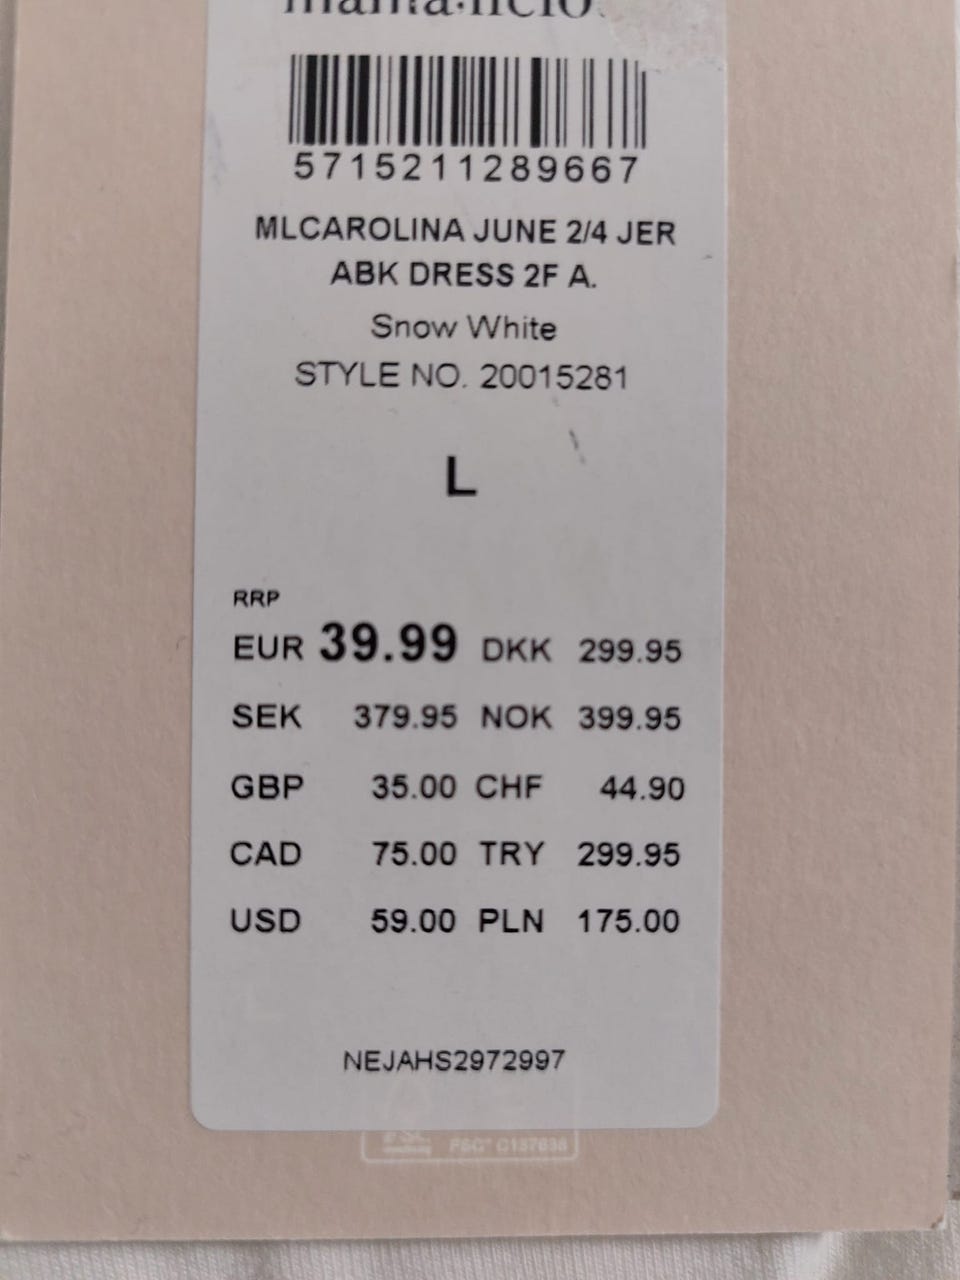 mama.licio
5715211289667
MLCAROLINA JUNE 2/4 JER
ABK DRESS 2F A.
Snow White
STYLE NO. 20015281
L
RRP
EUR 39.99 DKK 299.95
SEK 379.95 NOK 399.95
GBP 35.00 CHF 44.90
CAD 75.00 TRY 299.95
USD 59.00 PLN 175.00
NEJAHS2972997